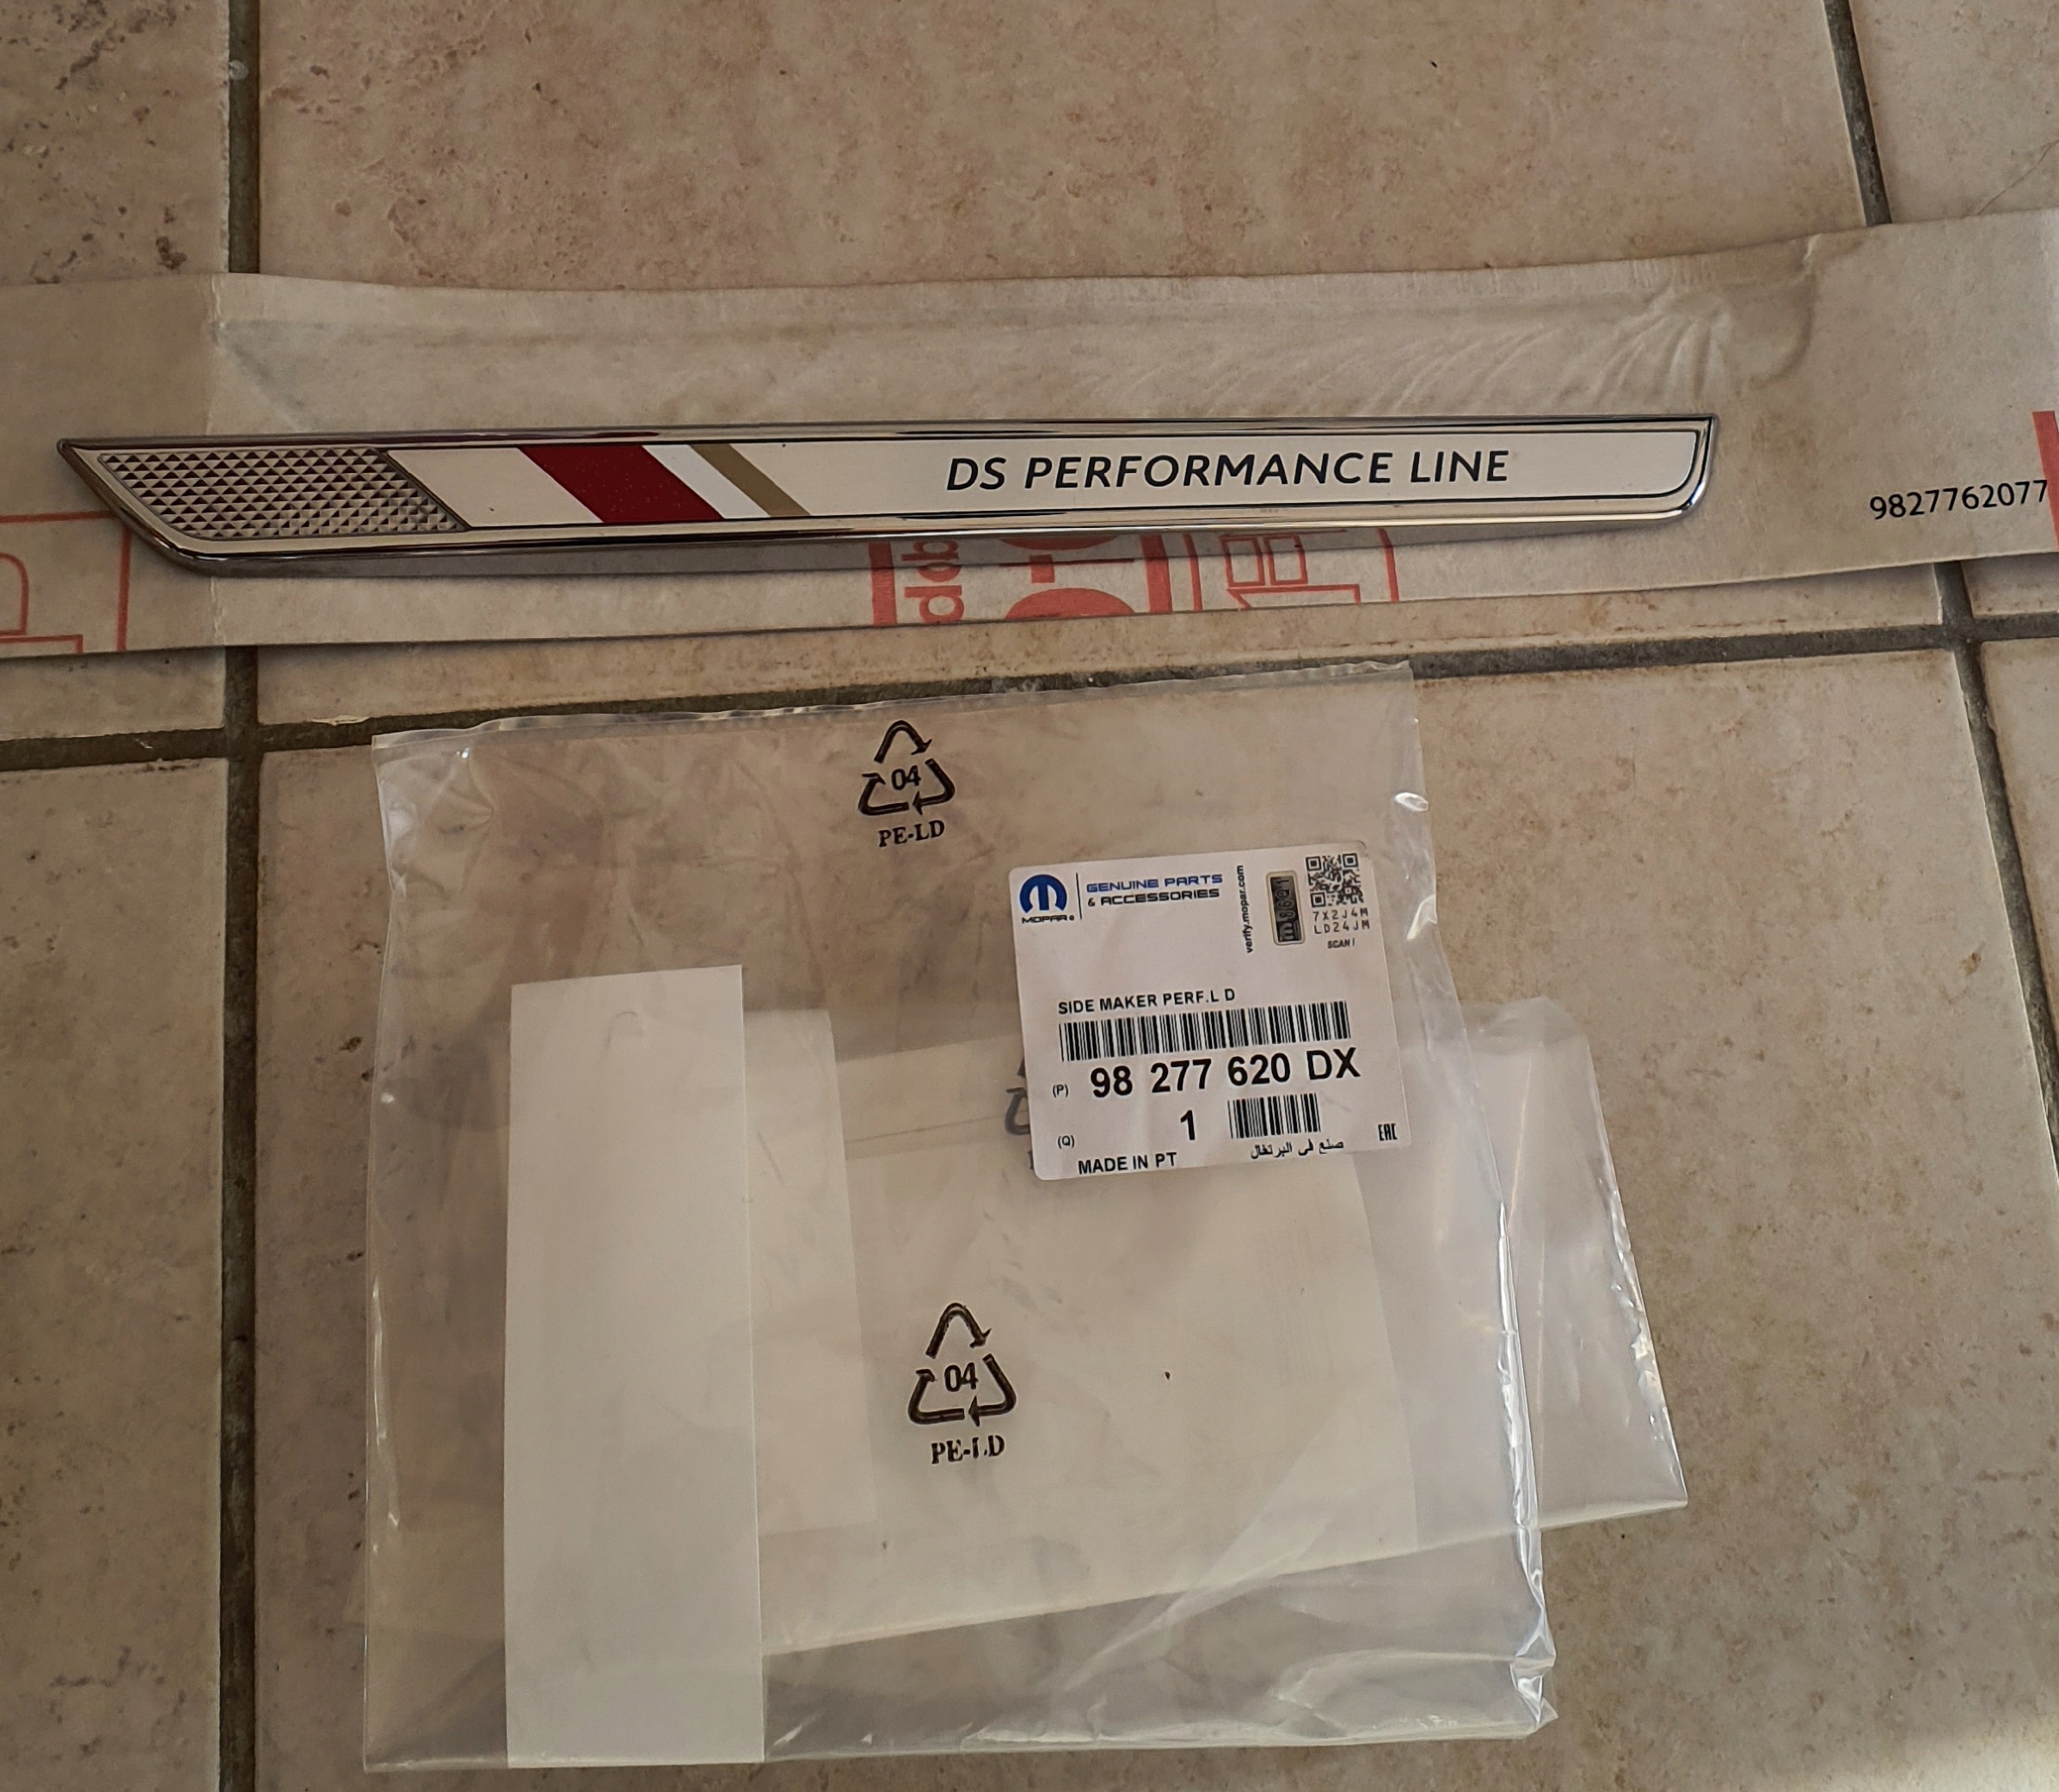 DS PERFORMANCE LINE
9827762077
04
PE-LD
MOPAR
GENUINE PARTS
& ACCESSORIES
verify.mopar.com
7X2J4M
LD24JM
SCAN!
SIDE MAKER PERF.L D
(P) 98 277 620 DX
(Q) 1
MADE IN PT
صنع في البرتغال
EAC
04
PE-LD